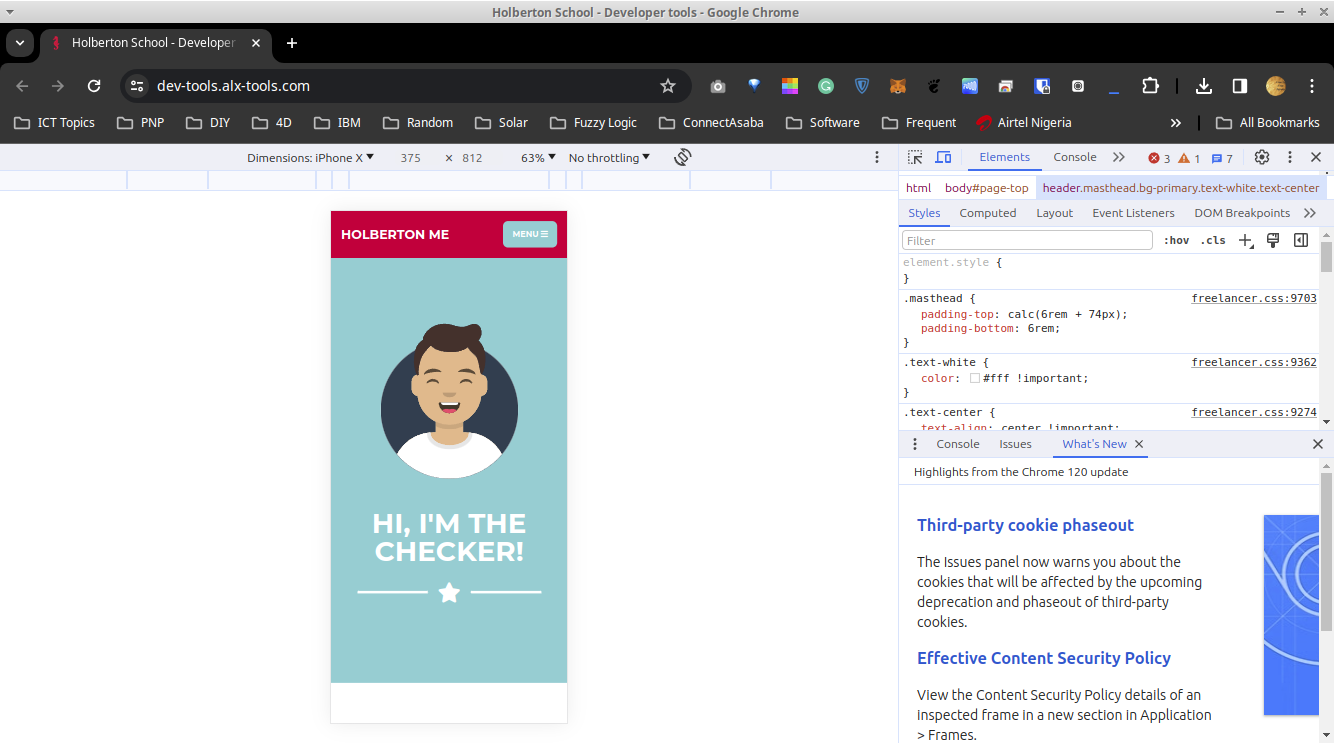 Holberton School - Developer tools - Google Chrome
Holberton School - Developer
dev-tools.alx-tools.com
ICT Topics PNP DIY 4D IBM Random Solar Fuzzy Logic ConnectAsaba Software Frequent Airtel Nigeria » All Bookmarks
Dimensions: iPhone X 375 × 812 63% No throttling
Elements Console 3 1 7
html body#page-top header.masthead.bg-primary.text-white.text-center
Styles Computed Layout Event Listeners DOM Breakpoints
Filter :hov .cls
element.style {
}
.masthead { freelancer.css:9703
padding-top: calc(6rem + 74px);
padding-bottom: 6rem;
}
.text-white { freelancer.css:9362
color: #fff !important;
}
.text-center { freelancer.css:9274
text-align: center !important;
HOLBERTON ME MENU
HI, I'M THE
CHECKER!
Console Issues What's New
Highlights from the Chrome 120 update
Third-party cookie phaseout
The Issues panel now warns you about the
cookies that will be affected by the upcoming
deprecation and phaseout of third-party
cookies.
Effective Content Security Policy
View the Content Security Policy details of an
inspected frame in a new section in Application
> Frames.